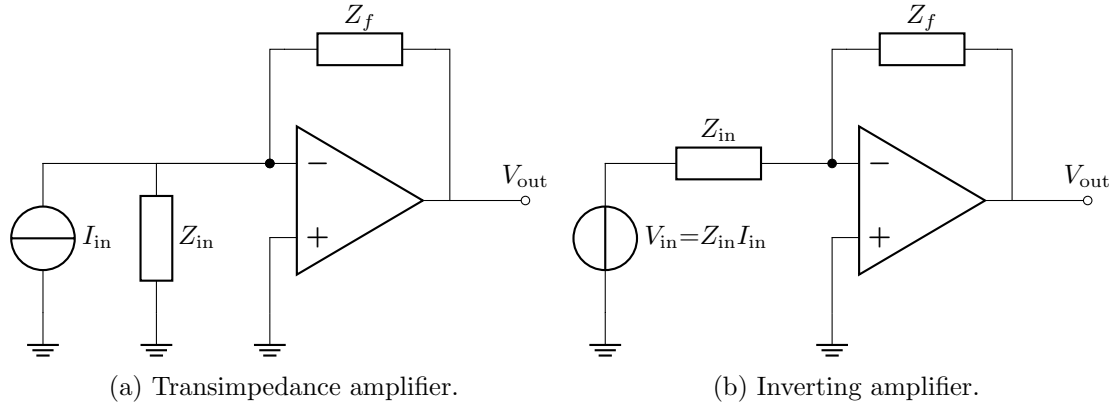 Z_f
Z_f
Z_in
− −
V_out V_out
I_in Z_in V_in=Z_in I_in
+ +
(a) Transimpedance amplifier. (b) Inverting amplifier.